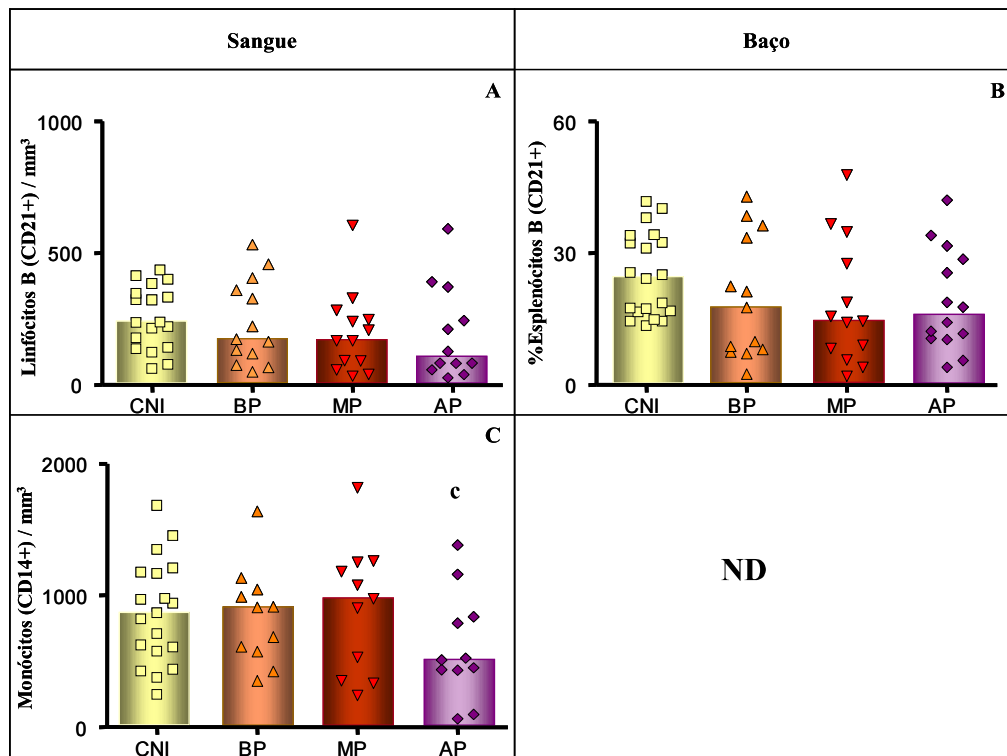 Sangue
Baço
A
Linfócitos B (CD21+) / mm³
1000
500
0
CNI BP MP AP
B
%Esplenócitos B (CD21+)
60
30
0
CNI BP MP AP
C
Monócitos (CD14+) / mm³
2000
1000
0
c
CNI BP MP AP
ND